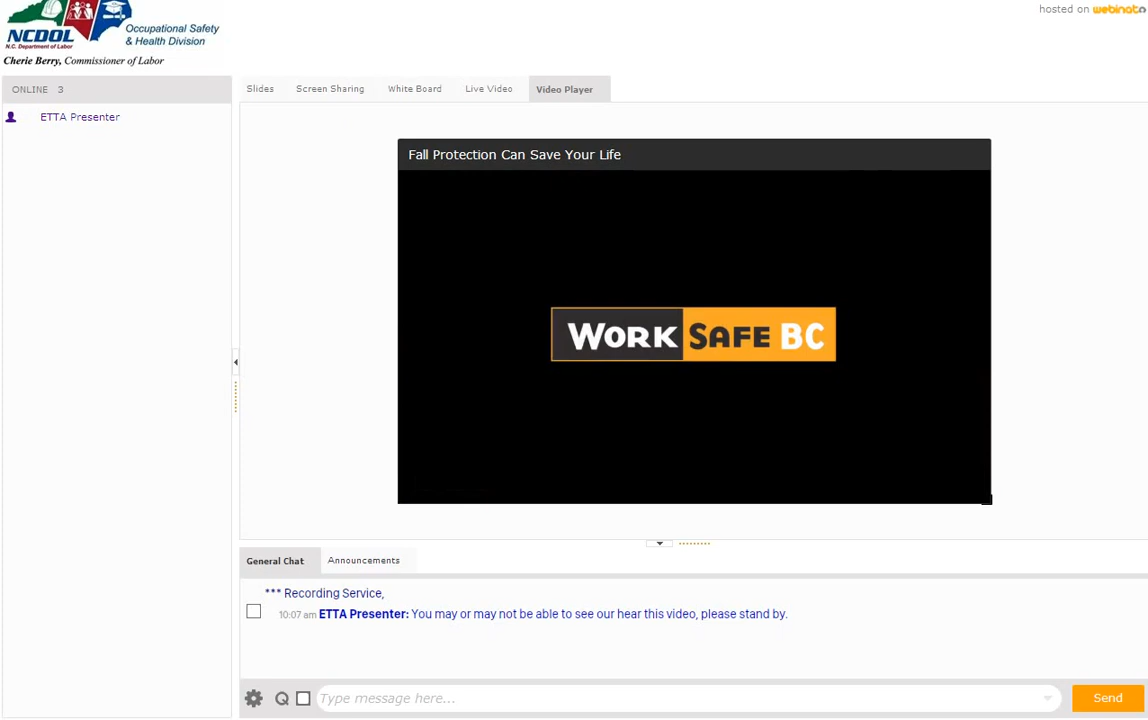 hosted on webinato
NCDOL
N.C. Department of Labor
Occupational Safety
& Health Division
Cherie Berry, Commissioner of Labor
ONLINE 3
Slides Screen Sharing White Board Live Video Video Player
ETTA Presenter
Fall Protection Can Save Your Life
WORK SAFE BC
General Chat Announcements
*** Recording Service,
10:07 am ETTA Presenter: You may or may not be able to see our hear this video, please stand by.
Q Type message here... Send